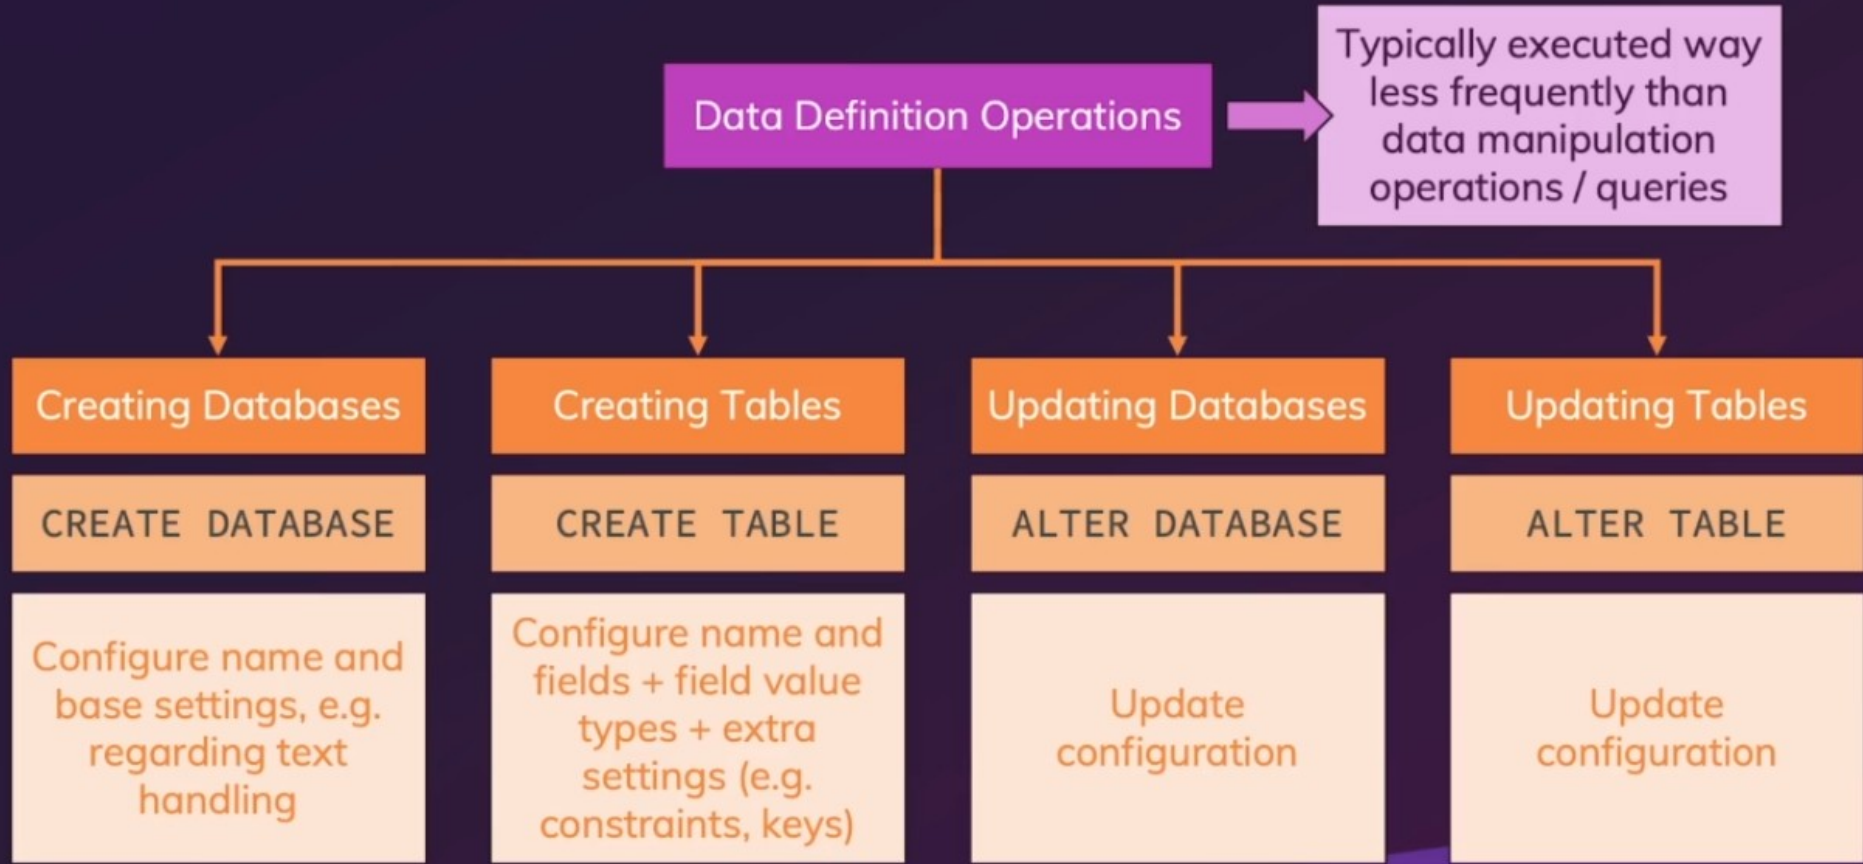 Data Definition Operations
Typically executed way
less frequently than
data manipulation
operations / queries
Creating Databases
CREATE DATABASE
Configure name and
base settings, e.g.
regarding text
handling
Creating Tables
CREATE TABLE
Configure name and
fields + field value
types + extra
settings (e.g.
constraints, keys)
Updating Databases
ALTER DATABASE
Update
configuration
Updating Tables
ALTER TABLE
Update
configuration